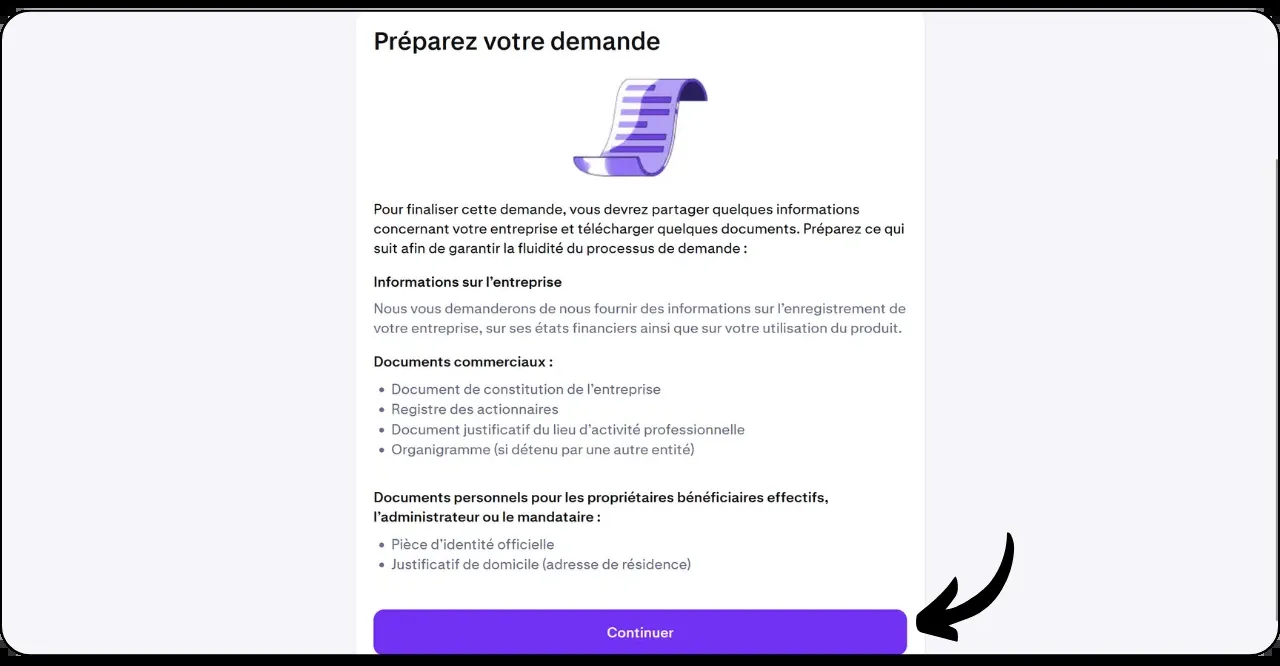 Préparez votre demande
Pour finaliser cette demande, vous devrez partager quelques informations
concernant votre entreprise et télécharger quelques documents. Préparez ce qui
suit afin de garantir la fluidité du processus de demande :
Informations sur l'entreprise
Nous vous demanderons de nous fournir des informations sur l'enregistrement de
votre entreprise, sur ses états financiers ainsi que sur votre utilisation du produit.
Documents commerciaux :
• Document de constitution de l'entreprise
• Registre des actionnaires
• Document justificatif du lieu d'activité professionnelle
• Organigramme (si détenu par une autre entité)
Documents personnels pour les propriétaires bénéficiaires effectifs,
l'administrateur ou le mandataire :
• Pièce d'identité officielle
• Justificatif de domicile (adresse de résidence)
Continuer